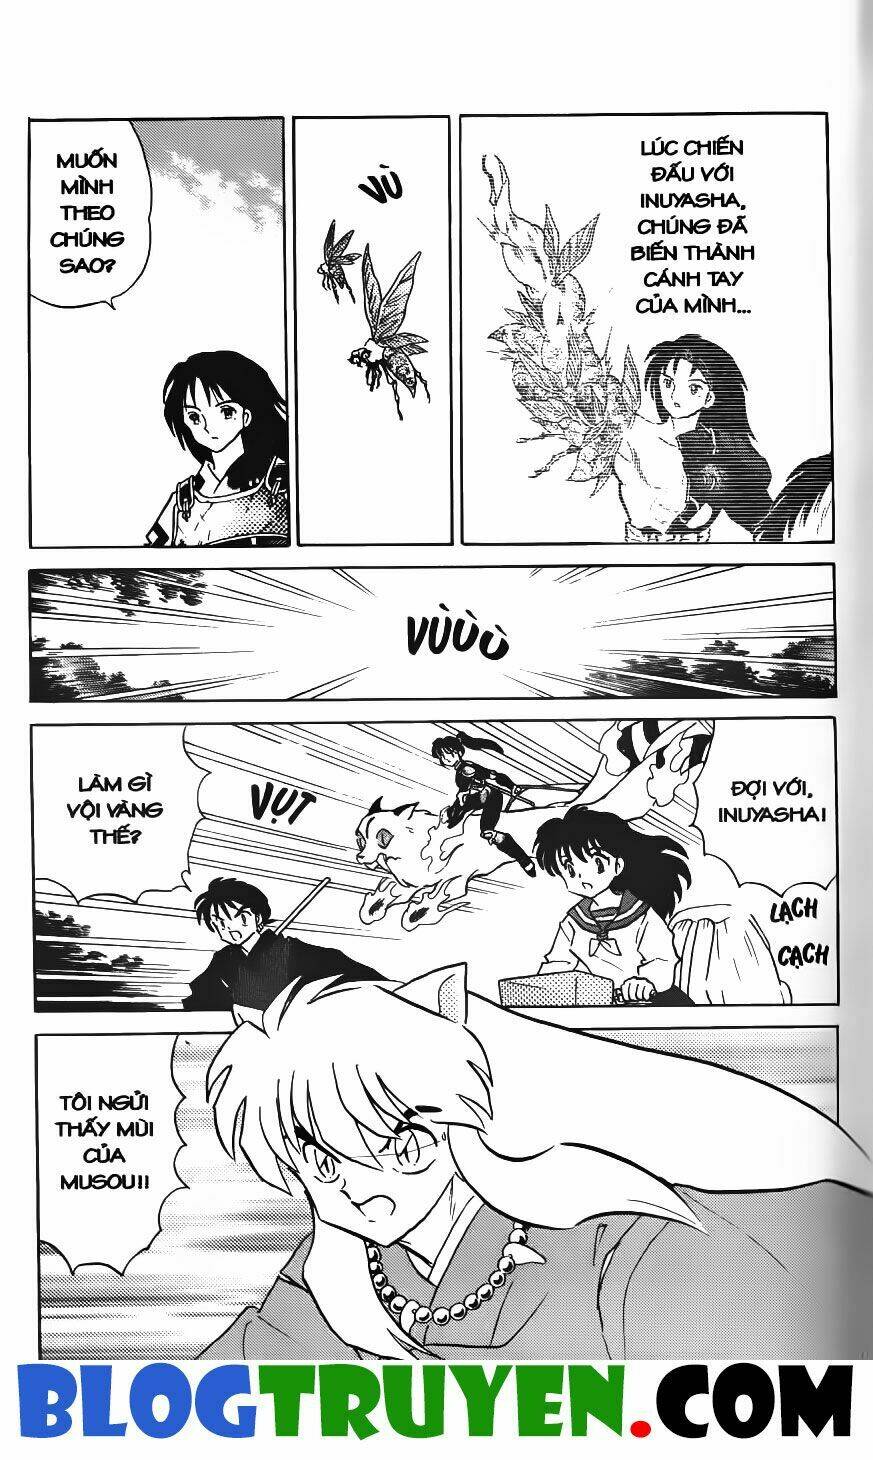 LÚC CHIẾN
ĐẤU VỚI
INUYASHA,
CHÚNG ĐÃ
BIẾN THÀNH
CÁNH TAY
CỦA MÌNH...
VÙ
MUỐN
MÌNH
THEO
CHÚNG
SAO?
VÙÙÙ
ĐỢI VỚI,
INUYASHA!
LẠCH
CẠCH
VỤT
LÀM GÌ
VỘI VÀNG
THẾ?
TÔI NGỬI
THẤY MÙI
CỦA
MUSOU!!
BLOGTRUYEN.COM